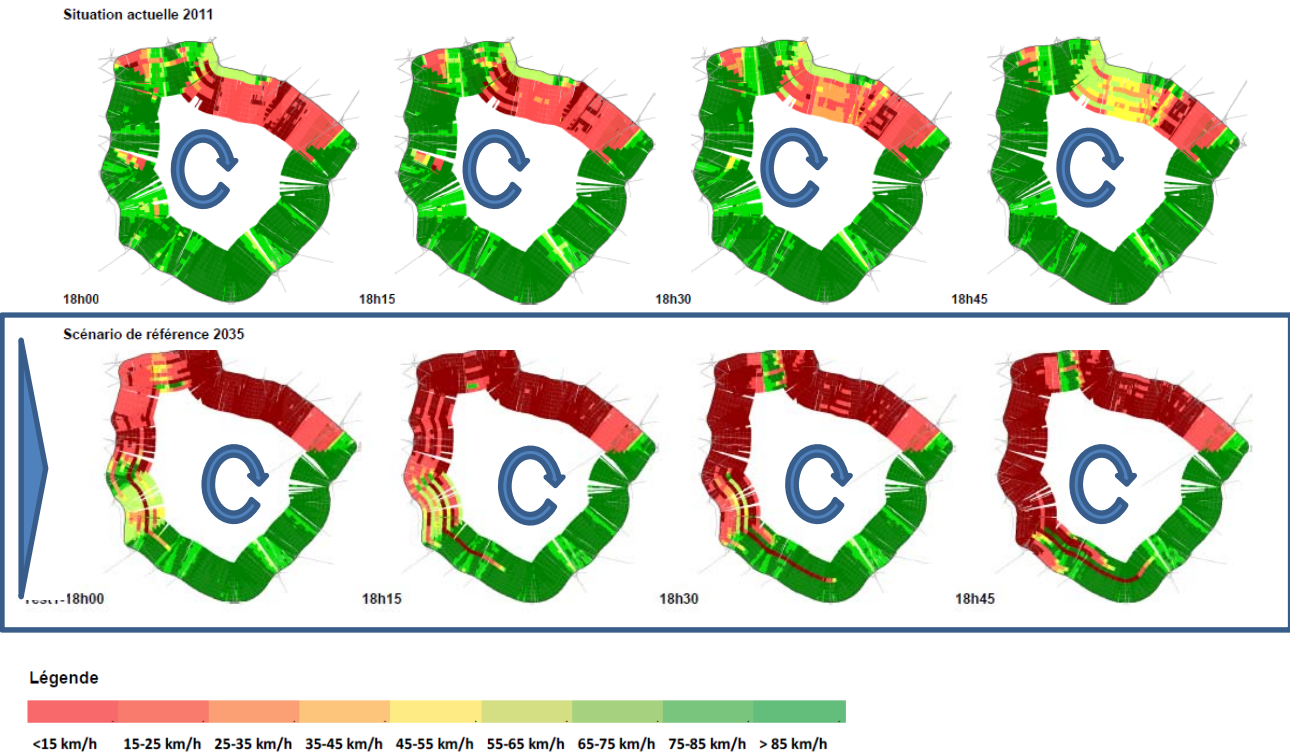 Situation actuelle 2011
18h00 18h15 18h30 18h45
Scénario de référence 2035
-18h00 18h15 18h30 18h45
Légende
<15 km/h 15-25 km/h 25-35 km/h 35-45 km/h 45-55 km/h 55-65 km/h 65-75 km/h 75-85 km/h > 85 km/h